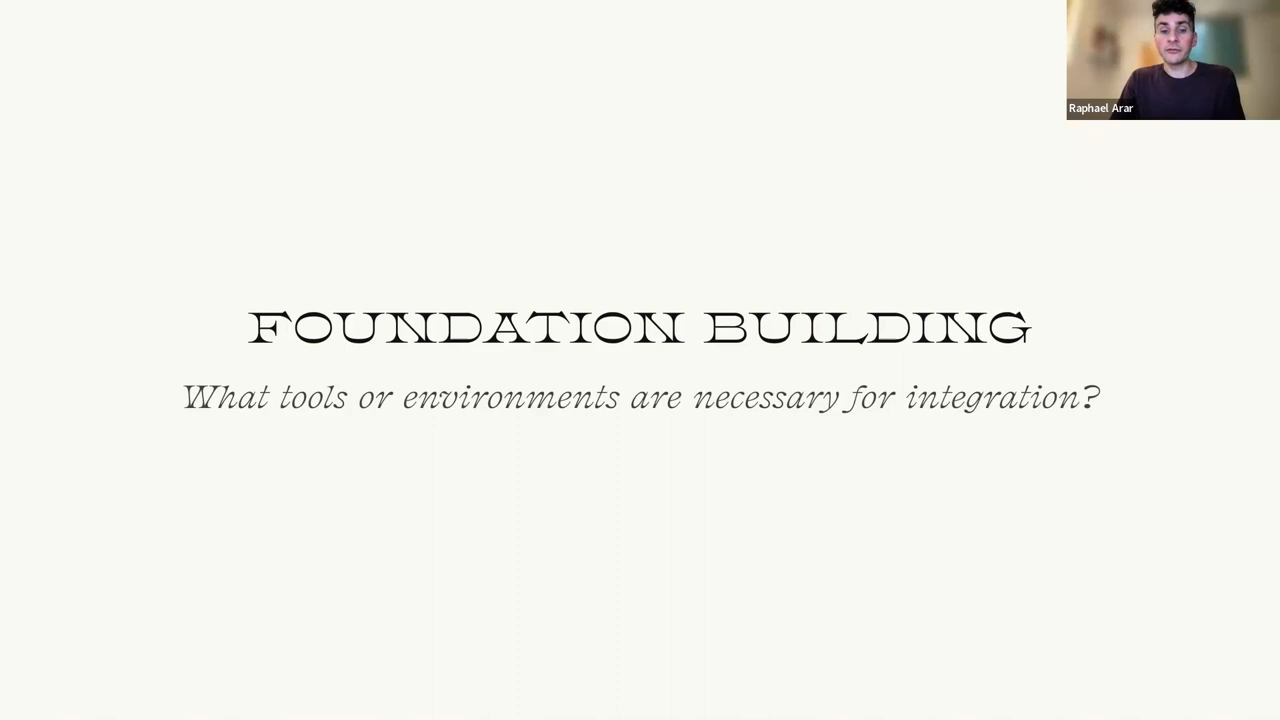 Raphael Arar
FOUNDATION BUILDING
What tools or environments are necessary for integration?